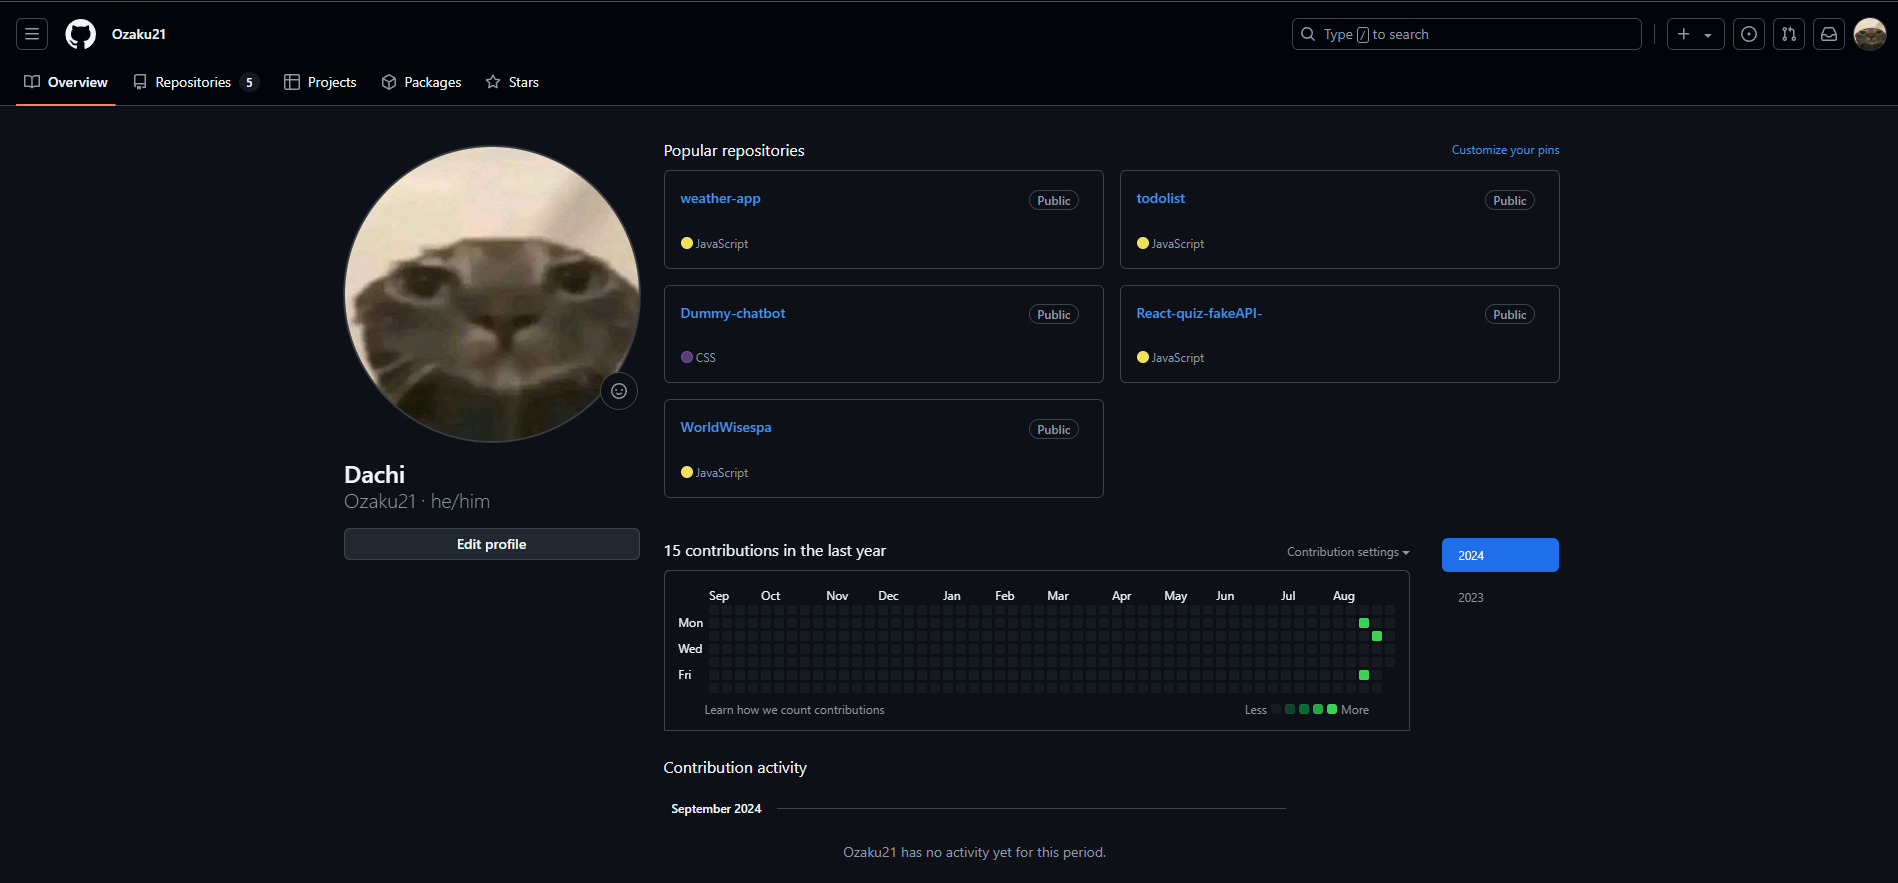 Ozaku21
Type / to search
Overview
Repositories 5
Projects
Packages
Stars
Dachi
Ozaku21 · he/him
Edit profile
Popular repositories
Customize your pins
weather-app
Public
JavaScript
todolist
Public
JavaScript
Dummy-chatbot
Public
CSS
React-quiz-fakeAPI-
Public
JavaScript
WorldWisespa
Public
JavaScript
15 contributions in the last year
Contribution settings
2024
2023
Sep Oct Nov Dec Jan Feb Mar Apr May Jun Jul Aug
Mon
Wed
Fri
Learn how we count contributions
Less More
Contribution activity
September 2024
Ozaku21 has no activity yet for this period.